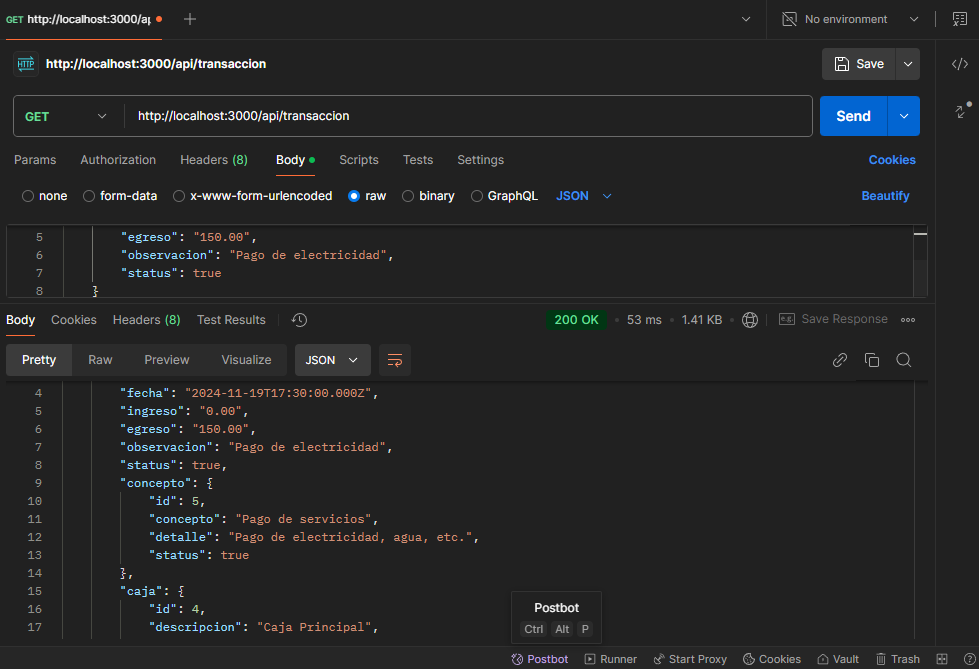 GET http://localhost:3000/ap
No environment
HTTP http://localhost:3000/api/transaccion
Save
GET http://localhost:3000/api/transaccion
Send
Params Authorization Headers (8) Body Scripts Tests Settings Cookies
none form-data x-www-form-urlencoded raw binary GraphQL JSON Beautify
5 "egreso": "150.00",
6 "observacion": "Pago de electricidad",
7 "status": true
8 }
Body Cookies Headers (8) Test Results 200 OK 53 ms 1.41 KB e.g. Save Response
Pretty Raw Preview Visualize JSON
4 "fecha": "2024-11-19T17:30:00.000Z",
5 "ingreso": "0.00",
6 "egreso": "150.00",
7 "observacion": "Pago de electricidad",
8 "status": true,
9 "concepto": {
10 "id": 5,
11 "concepto": "Pago de servicios",
12 "detalle": "Pago de electricidad, agua, etc.",
13 "status": true
14 },
15 "caja": {
16 "id": 4,
17 "descripcion": "Caja Principal",
Postbot
Ctrl Alt P
Postbot Runner Start Proxy Cookies Vault Trash